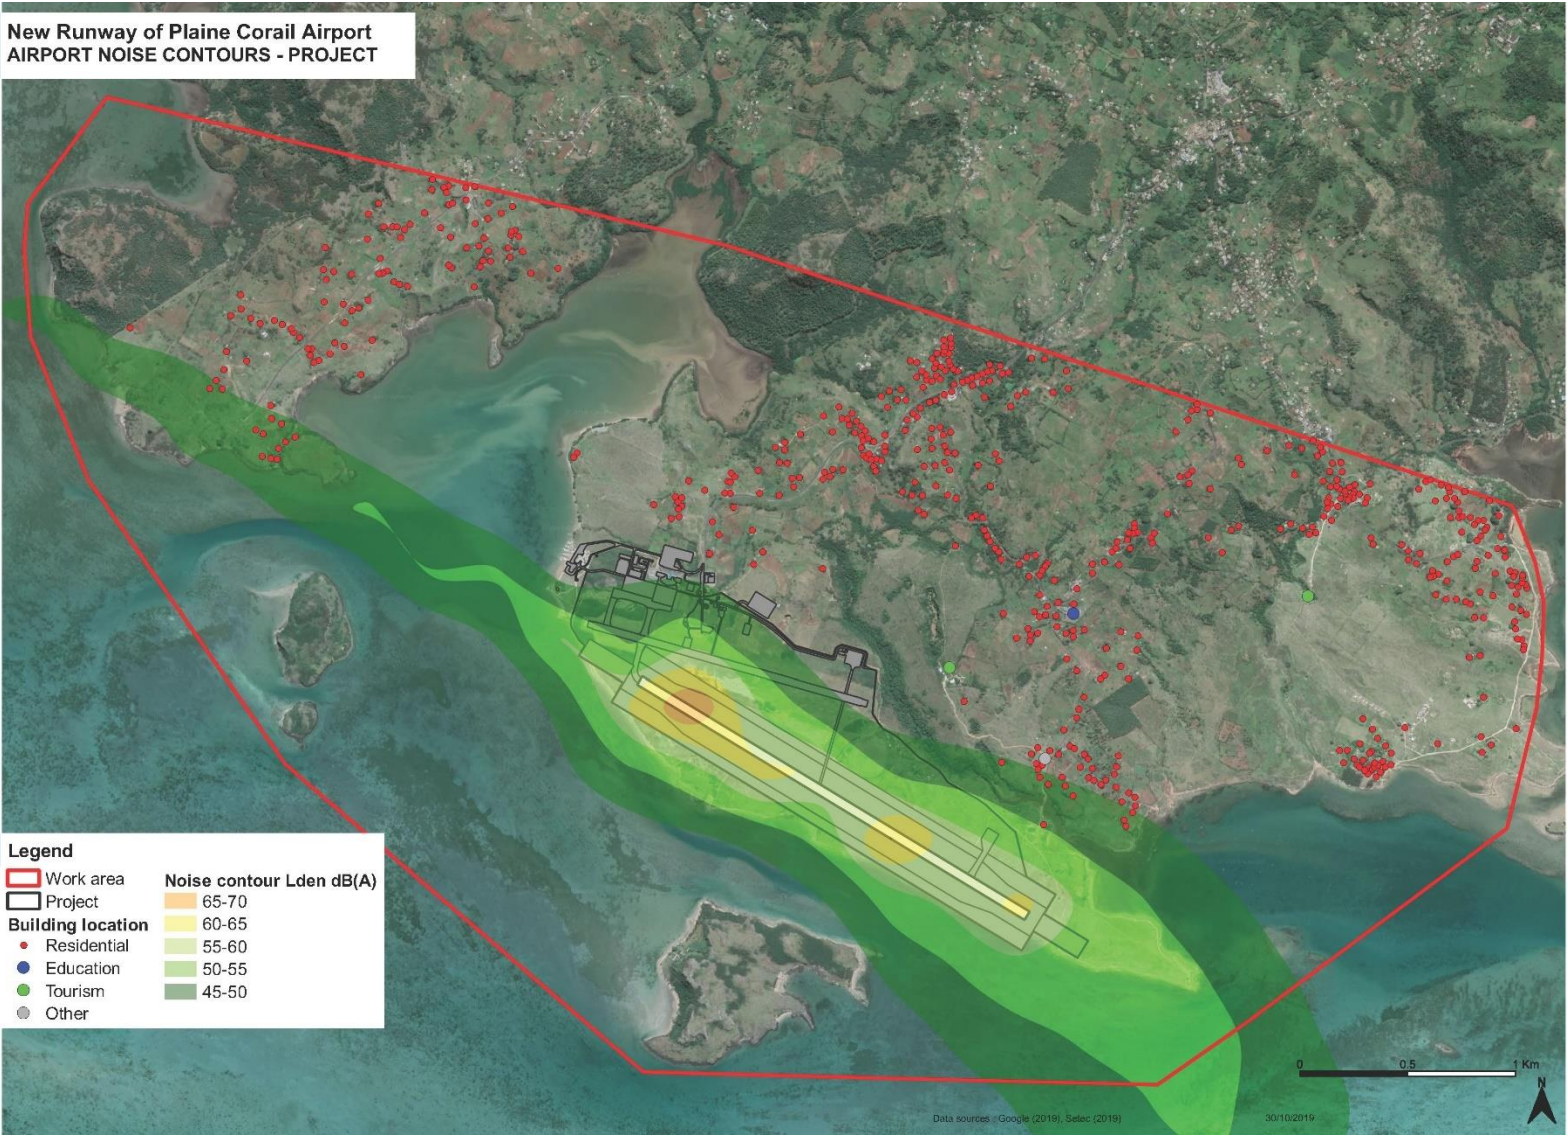 New Runway of Plaine Corail Airport
AIRPORT NOISE CONTOURS - PROJECT
Legend
Work area
Project
Building location
Residential
Education
Tourism
Other
Noise contour Lden dB(A)
65-70
60-65
55-60
50-55
45-50
0 0.5 1 Km
N
Data sources : Google (2019), Setec (2019) 30/10/2019